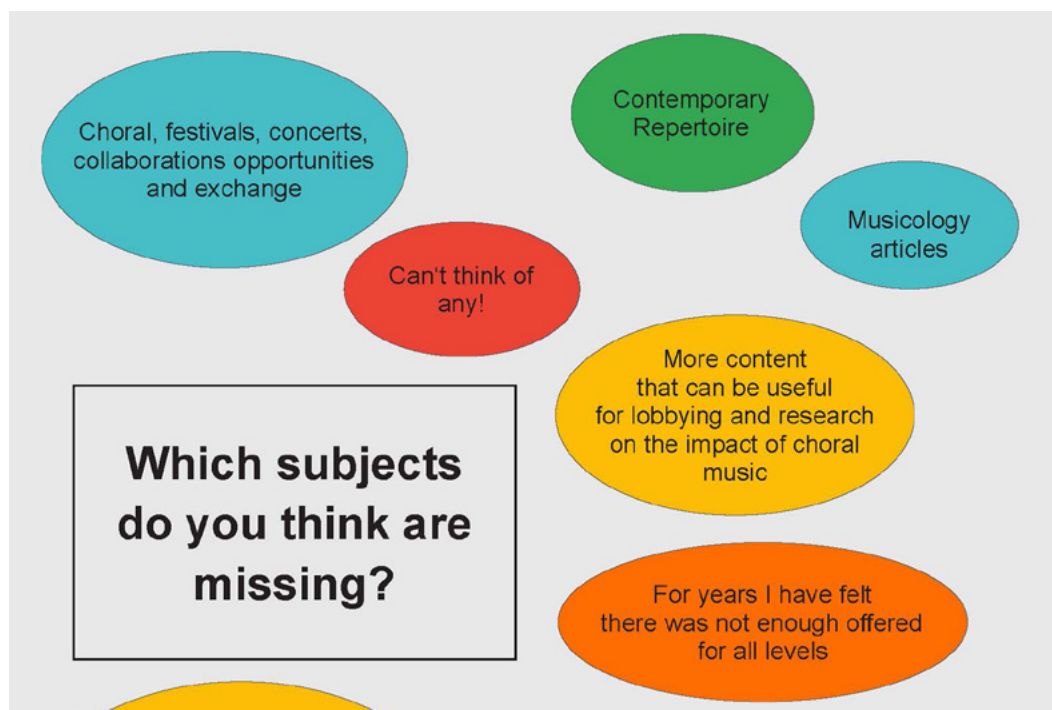 Choral, festivals, concerts,
collaborations opportunities
and exchange
Contemporary
Repertoire
Musicology
articles
Can't think of
any!
More content
that can be useful
for lobbying and research
on the impact of choral
music
Which subjects
do you think are
missing?
For years I have felt
there was not enough offered
for all levels